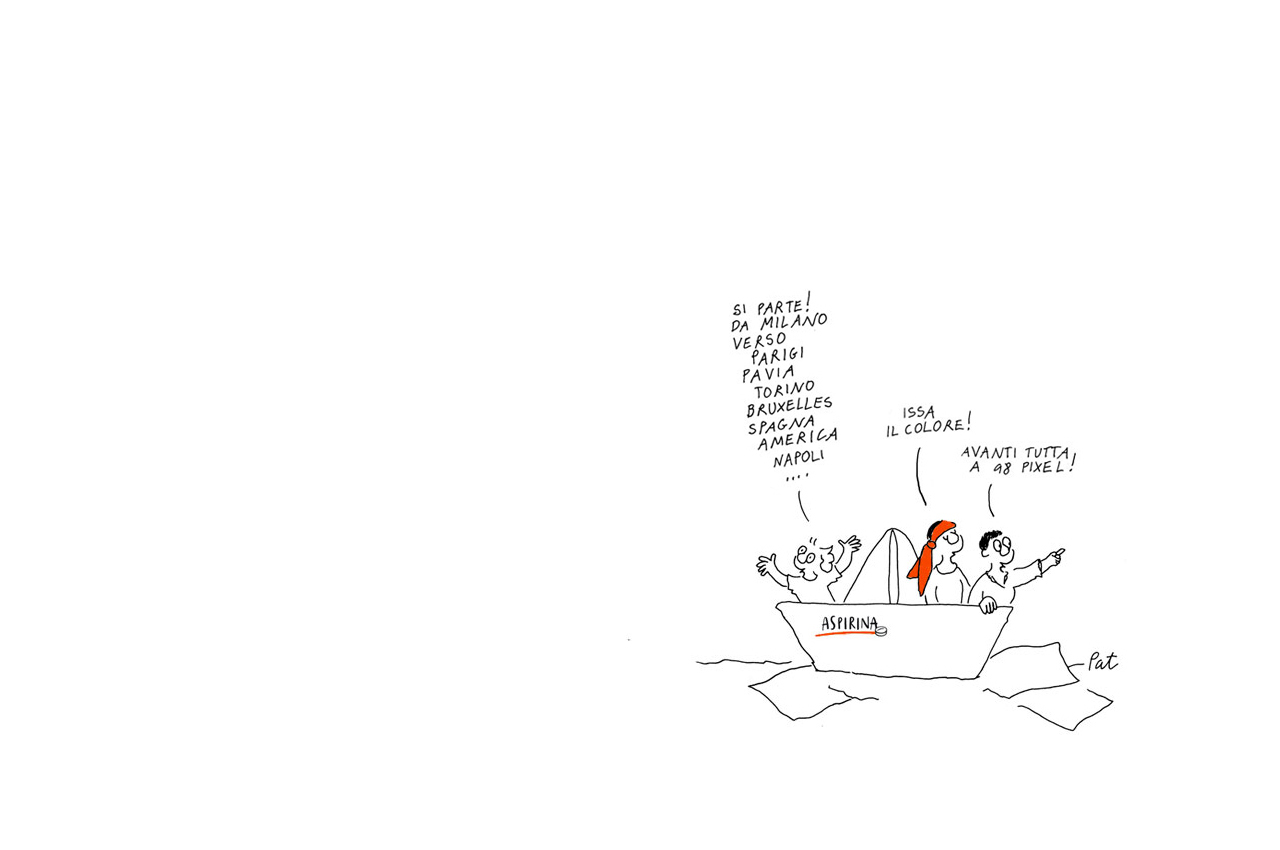 SI PARTE!
DA MILANO
VERSO
PARIGI
PAVIA
TORINO
BRUXELLES
SPAGNA
AMERICA
NAPOLI
....
ISSA
IL COLORE!
AVANTI TUTTA
A 98 PIXEL!
ASPIRINA
Pat